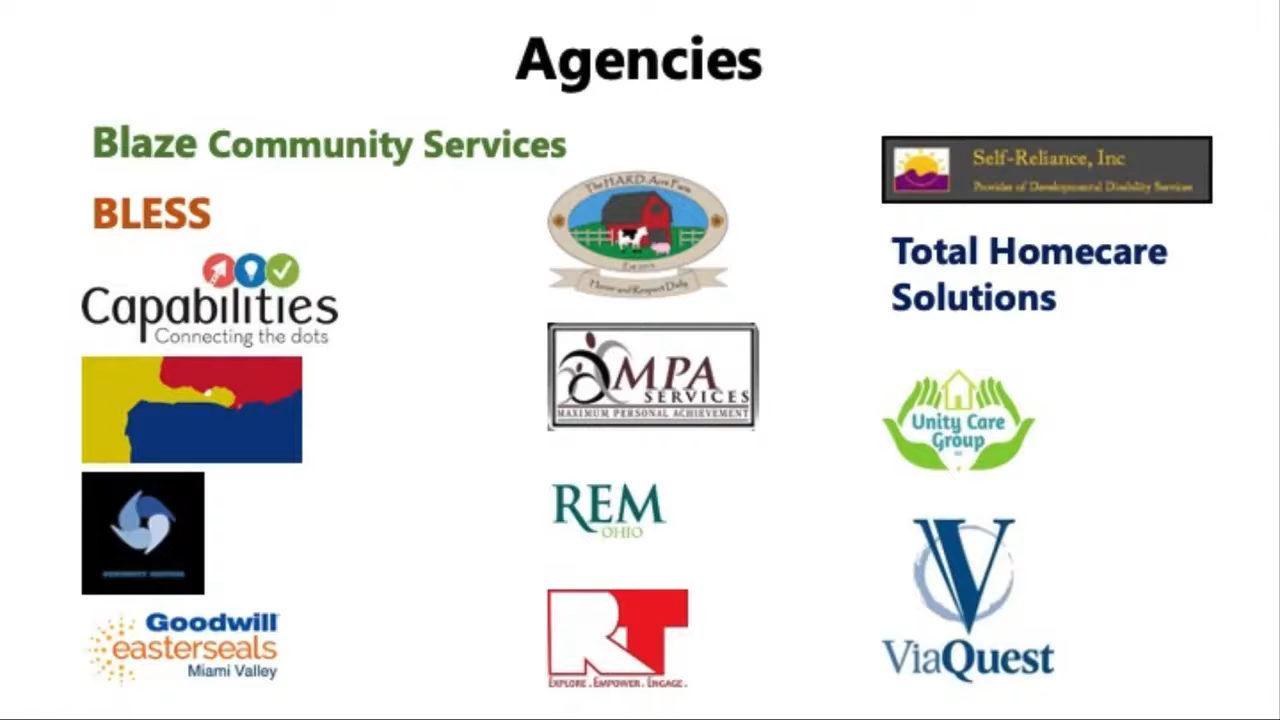 Agencies
Blaze Community Services
BLESS
Capabilities
Connecting the dots
Goodwill
easterseals
Miami Valley
The HARD Acre Farm
Honor and Respect Daily
MPA
SERVICES
MAXIMUM PERSONAL ACHIEVEMENT
REM
OHIO
RT
EXPLORE. EMPOWER. ENGAGE.
Self-Reliance, Inc
Provider of Developmental Disability Services
Total Homecare
Solutions
Unity Care
Group
ViaQuest